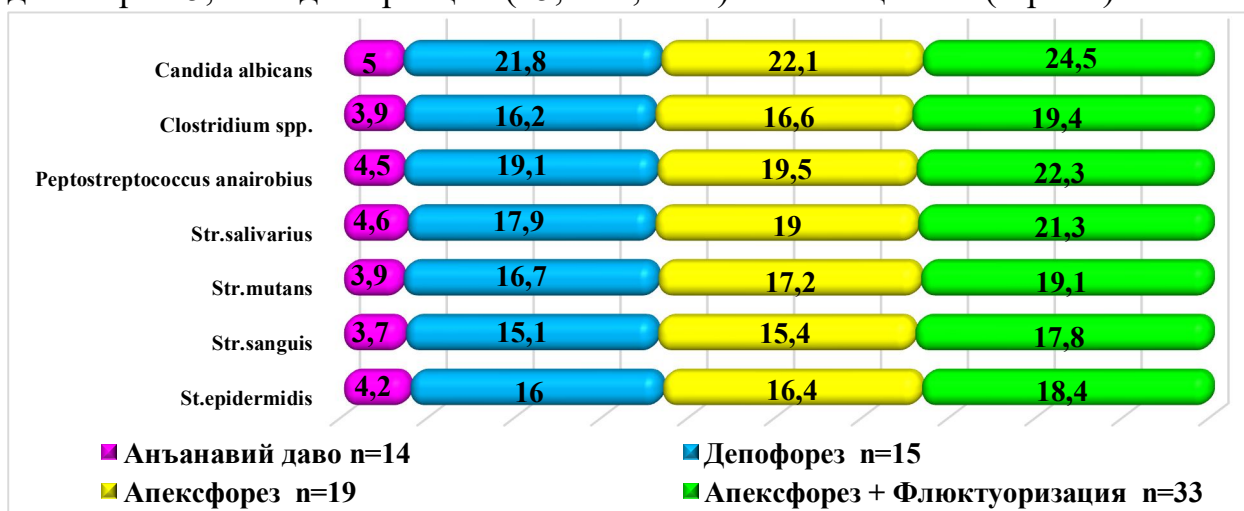 Candida albicans 5 21,8 22,1 24,5
Clostridium spp. 3,9 16,2 16,6 19,4
Peptostreptococcus anairobius 4,5 19,1 19,5 22,3
Str.salivarius 4,6 17,9 19 21,3
Str.mutans 3,9 16,7 17,2 19,1
Str.sanguis 3,7 15,1 15,4 17,8
St.epidermidis 4,2 16 16,4 18,4
Анъанавий даво n=14 Депофорез n=15
Апексфорез n=19 Апексфорез + Флюктуоризация n=33